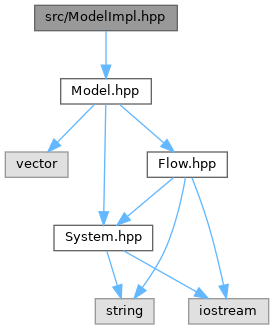 src/ModelImpl.hpp
Model.hpp
vector
Flow.hpp
System.hpp
string
iostream